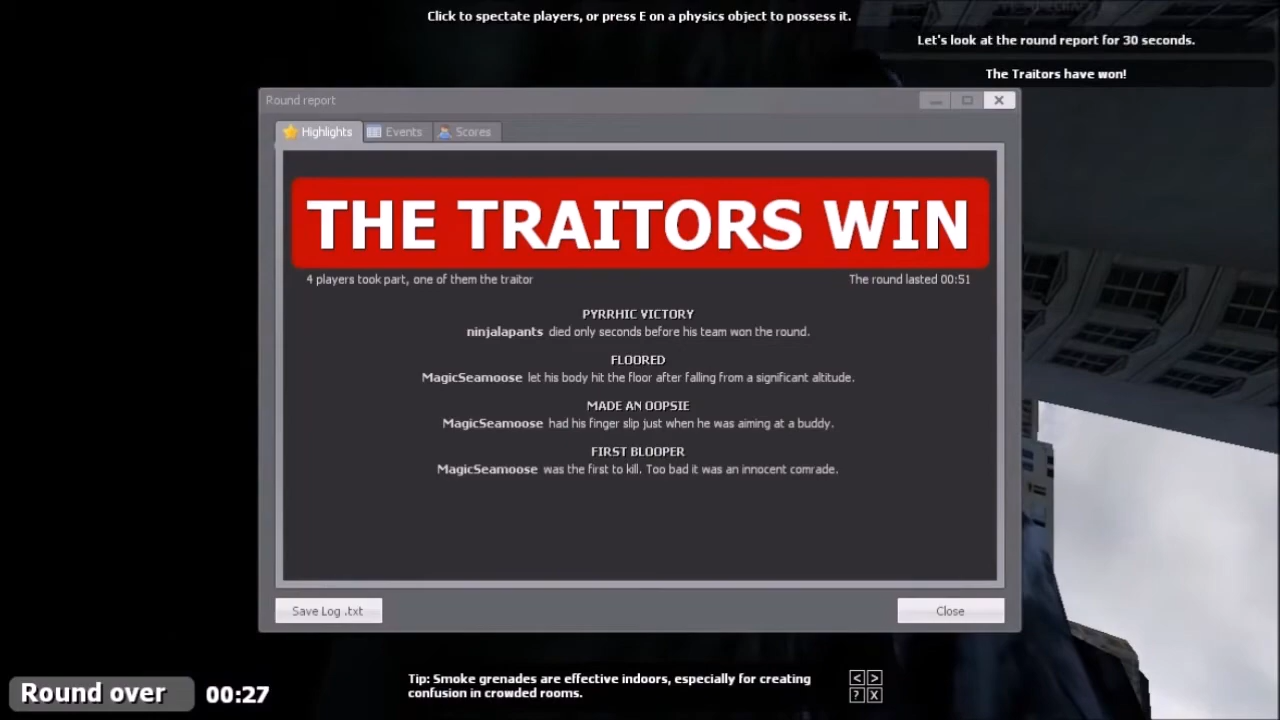 Click to spectate players, or press E on a physics object to possess it.
Let's look at the round report for 30 seconds.
The Traitors have won!
Round report
Highlights
Events
Scores
THE TRAITORS WIN
4 players took part, one of them the traitor
The round lasted 00:51
PYRRHIC VICTORY
ninjalapants died only seconds before his team won the round.
FLOORED
MagicSeamoose let his body hit the floor after falling from a significant altitude.
MADE AN OOPSIE
MagicSeamoose had his finger slip just when he was aiming at a buddy.
FIRST BLOOPER
MagicSeamoose was the first to kill. Too bad it was an innocent comrade.
Save Log .txt
Close
Round over
00:27
Tip: Smoke grenades are effective indoors, especially for creating
confusion in crowded rooms.
< >
? X